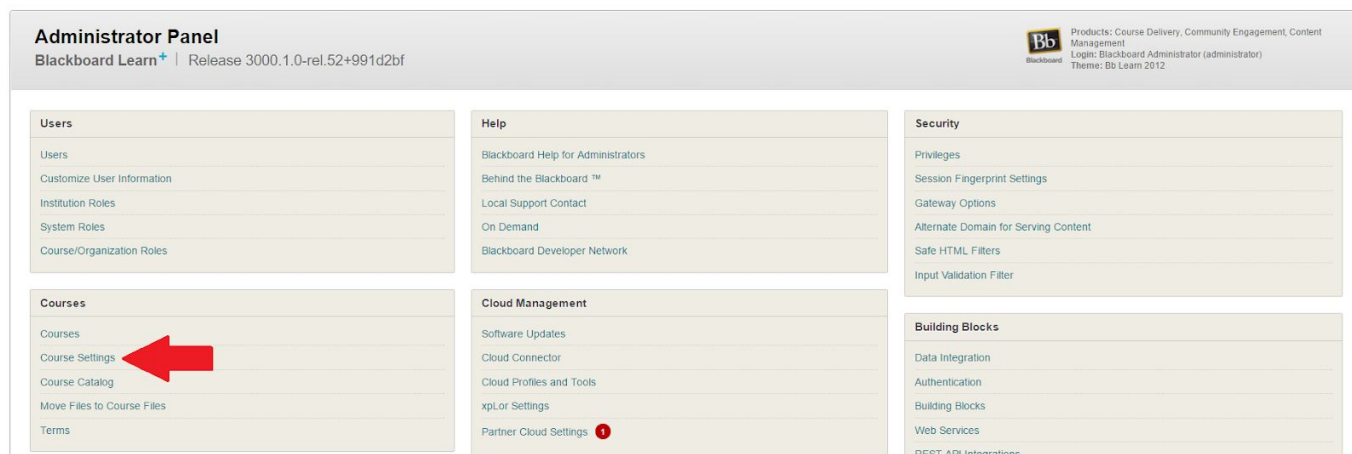 Administrator Panel
Blackboard Learn+ | Release 3000.1.0-rel.52+991d2bf
Bb
Blackboard
Products: Course Delivery, Community Engagement, Content
Management
Login: Blackboard Administrator (administrator)
Theme: Bb Learn 2012
Users
Users
Customize User Information
Institution Roles
System Roles
Course/Organization Roles
Courses
Courses
Course Settings
Course Catalog
Move Files to Course Files
Terms
Help
Blackboard Help for Administrators
Behind the Blackboard ™
Local Support Contact
On Demand
Blackboard Developer Network
Cloud Management
Software Updates
Cloud Connector
Cloud Profiles and Tools
xpLor Settings
Partner Cloud Settings 1
Security
Privileges
Session Fingerprint Settings
Gateway Options
Alternate Domain for Serving Content
Safe HTML Filters
Input Validation Filter
Building Blocks
Data Integration
Authentication
Building Blocks
Web Services
REST API Integrations